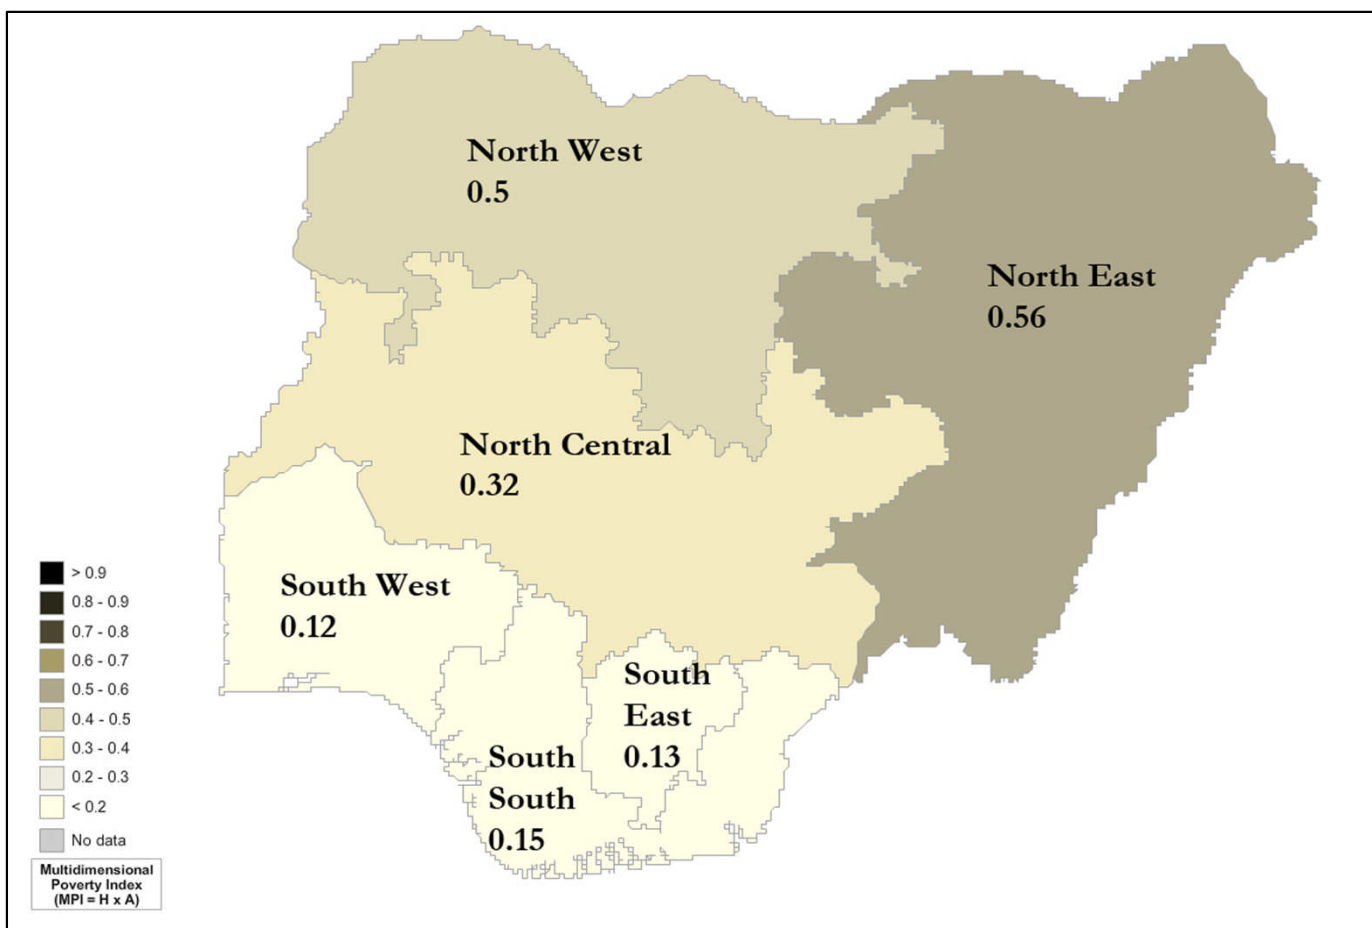 North West
0.5
North East
0.56
North Central
0.32
South West
0.12
South
East
0.13
South
South
0.15
> 0.9
0.8 - 0.9
0.7 - 0.8
0.6 - 0.7
0.5 - 0.6
0.4 - 0.5
0.3 - 0.4
0.2 - 0.3
< 0.2
No data
Multidimensional
Poverty Index
(MPI = H x A)